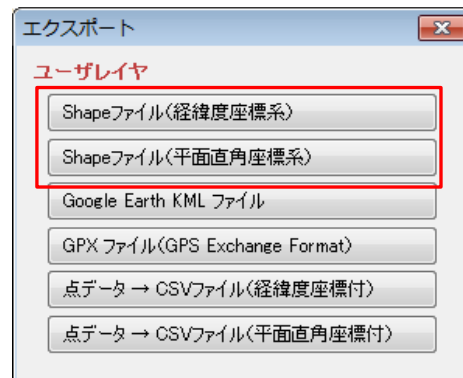 エクスポート
ユーザレイヤ
Shapeファイル(経緯度座標系)
Shapeファイル(平面直角座標系)
Google Earth KML ファイル
GPX ファイル(GPS Exchange Format)
点データ → CSVファイル(経緯度座標付)
点データ → CSVファイル(平面直角座標付)